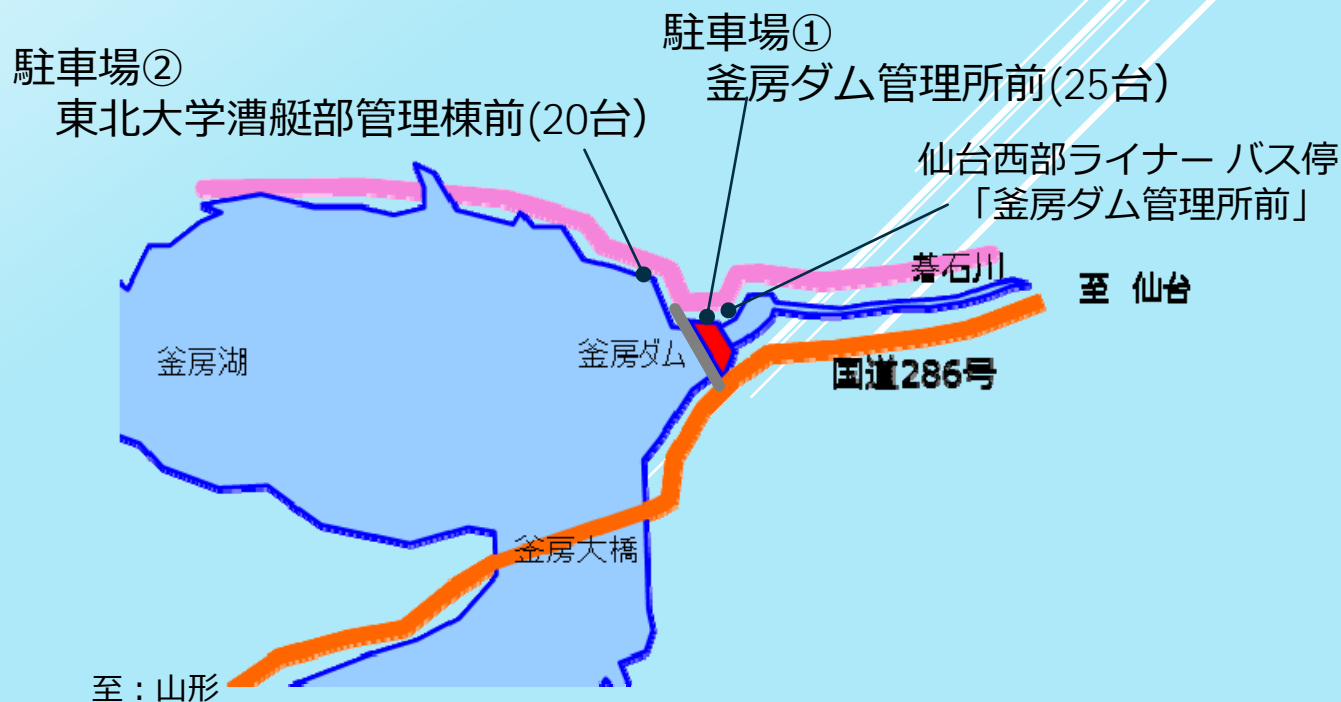 駐車場②
東北大学漕艇部管理棟前(20台）
駐車場①
釜房ダム管理所前(25台）
仙台西部ライナー バス停
「釜房ダム管理所前」
碁石川
至 仙台
釜房湖
釜房ダム
国道286号
釜房大橋
至：山形